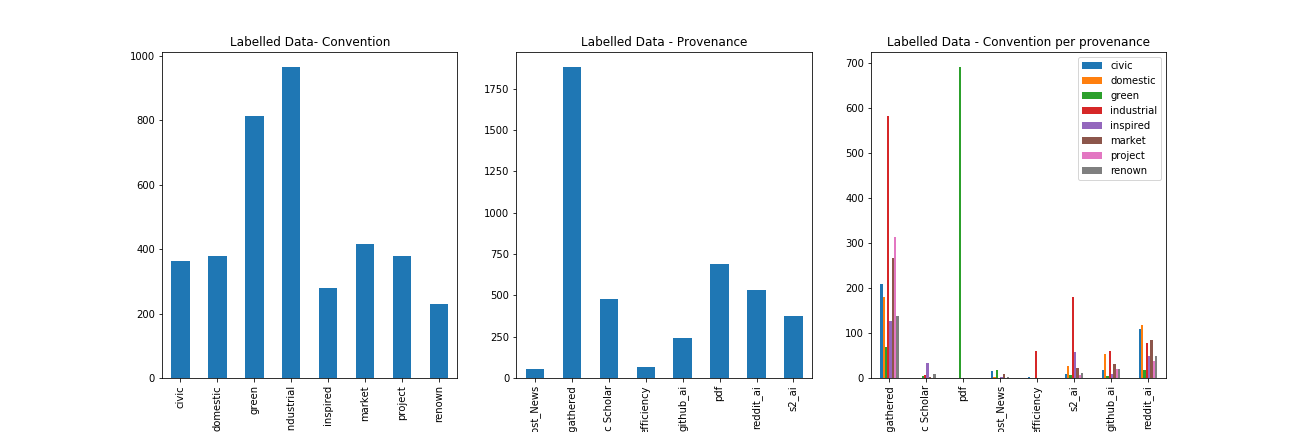 Labelled Data- Convention
1000
800
600
400
200
0
civic
domestic
green
ndustrial
inspired
market
project
renown
Labelled Data - Provenance
1750
1500
1250
1000
750
500
250
0
ost_News
gathered
c Scholar
efficiency
github_ai
pdf
reddit_ai
s2_ai
Labelled Data - Convention per provenance
700
600
500
400
300
200
100
0
civic
domestic
green
industrial
inspired
market
project
renown
gathered
c Scholar
pdf
ost_News
efficiency
s2_ai
github_ai
reddit_ai